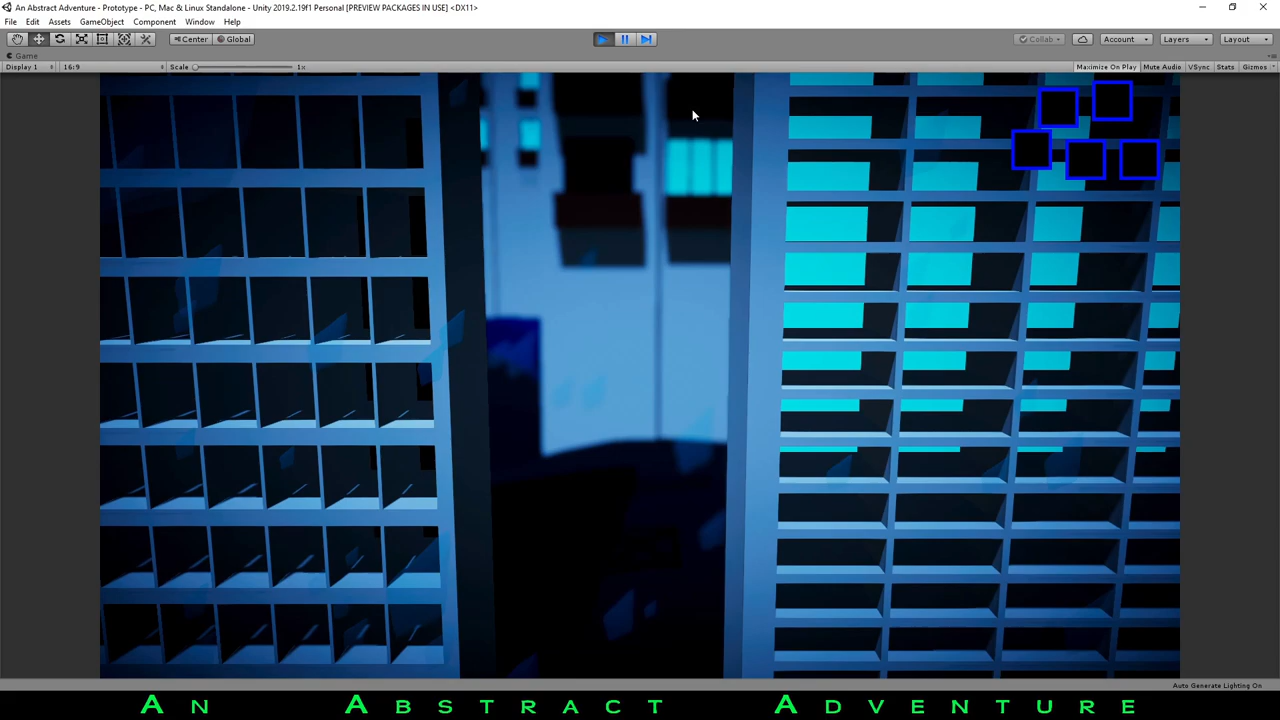 An Abstract Adventure - Prototype - PC, Mac & Linux Standalone - Unity 2019.2.19f1 Personal [PREVIEW PACKAGES IN USE] <DX11>
File Edit Assets GameObject Component Window Help
Center Global Collab Account Layers Layout
Game
Display 1 16:9 Scale 1x Maximize On Play Mute Audio VSync Stats Gizmos
Auto Generate Lighting On
An Abstract Adventure